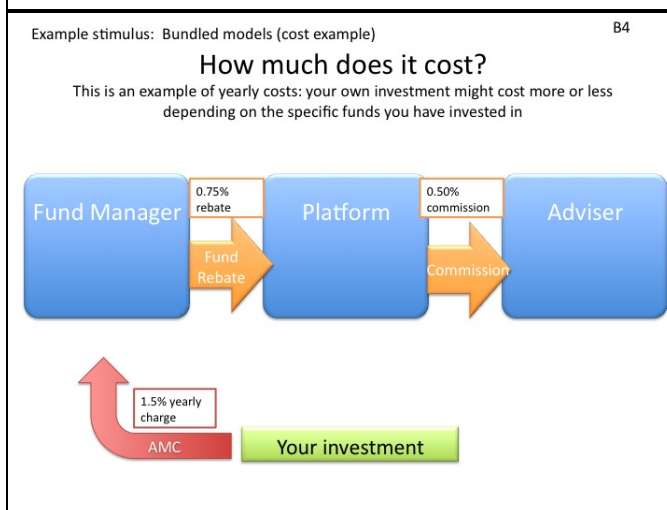 Example stimulus:  Bundled models (cost example)
B4
How much does it cost?
This is an example of yearly costs: your own investment might cost more or less
depending on the specific funds you have invested in
Fund Manager
0.75%
rebate
Fund
Rebate
Platform
0.50%
commission
Commission
Adviser
1.5% yearly
charge
AMC
Your investment